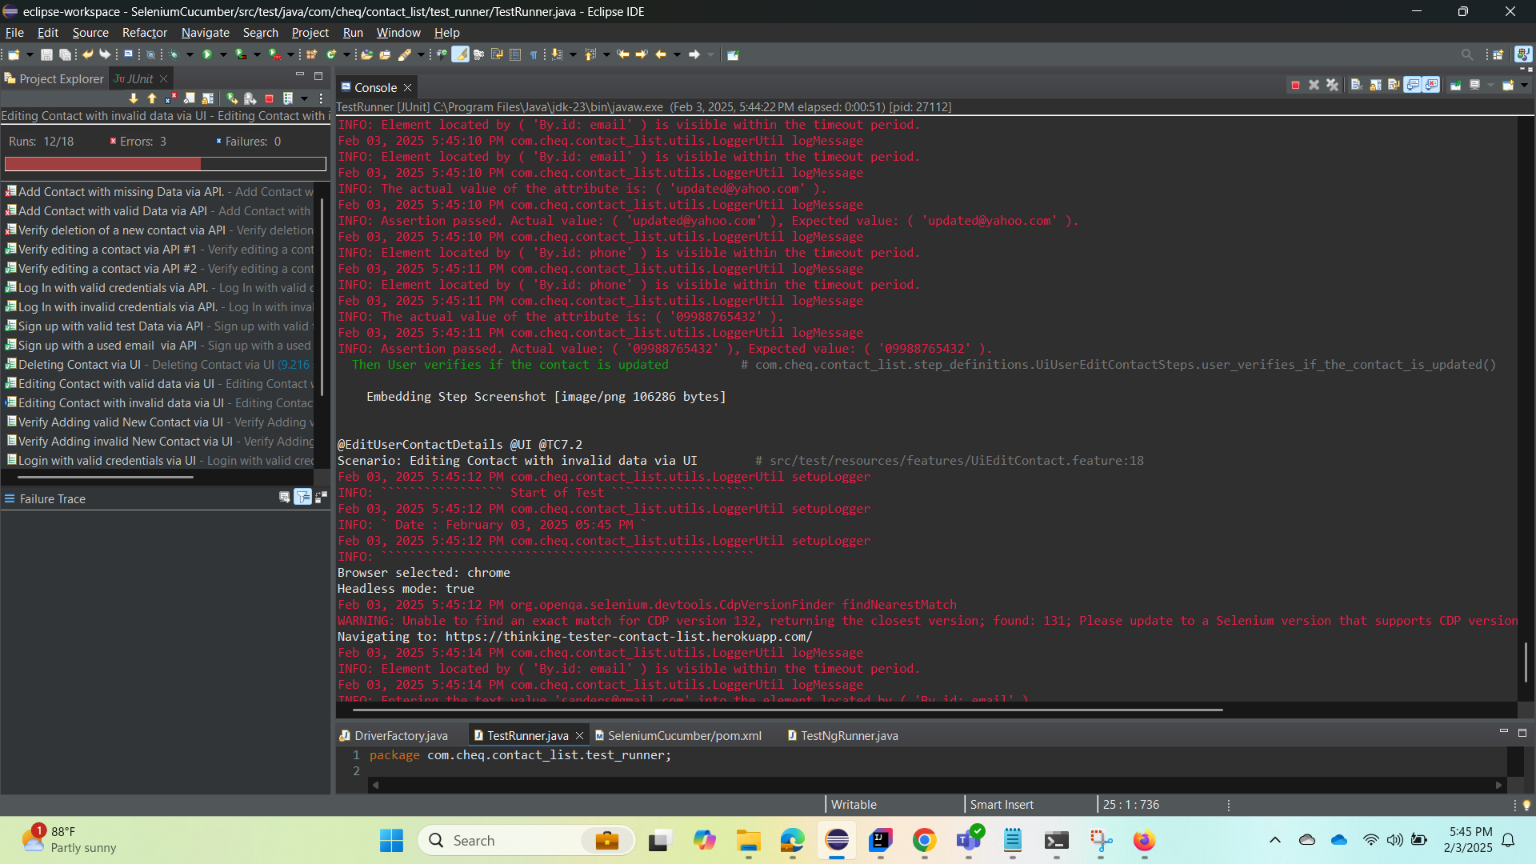 eclipse-workspace - SeleniumCucumber/src/test/java/com/cheq/contact_list/test_runner/TestRunner.java - Eclipse IDE
File Edit Source Refactor Navigate Search Project Run Window Help
Project Explorer
JUnit
Console
TestRunner [JUnit] C:\Program Files\Java\jdk-23\bin\javaw.exe (Feb 3, 2025, 5:44:22 PM elapsed: 0:00:51) [pid: 27112]
Editing Contact with invalid data via UI - Editing Contact with i
Runs: 12/18 Errors: 3 Failures: 0
Add Contact with missing Data via API. - Add Contact w
Add Contact with valid Data via API - Add Contact with
Verify deletion of a new contact via API - Verify deletion
Verify editing a contact via API #1 - Verify editing a cont
Verify editing a contact via API #2 - Verify editing a cont
Log In with valid credentials via API. - Log In with valid c
Log In with invalid credentials via API. - Log In with inva
Sign up with valid test Data via API - Sign up with valid
Sign up with a used email via API - Sign up with a used
Deleting Contact via UI - Deleting Contact via UI (9.216
Editing Contact with valid data via UI - Editing Contact
Editing Contact with invalid data via UI - Editing Contac
Verify Adding valid New Contact via UI - Verify Adding
Verify Adding invalid New Contact via UI - Verify Adding
Login with valid credentials via UI - Login with valid cre
Failure Trace
INFO: Element located by ( 'By.id: email' ) is visible within the timeout period.
Feb 03, 2025 5:45:10 PM com.cheq.contact_list.utils.LoggerUtil logMessage
INFO: Element located by ( 'By.id: email' ) is visible within the timeout period.
Feb 03, 2025 5:45:10 PM com.cheq.contact_list.utils.LoggerUtil logMessage
INFO: The actual value of the attribute is: ( 'updated@yahoo.com' ).
Feb 03, 2025 5:45:10 PM com.cheq.contact_list.utils.LoggerUtil logMessage
INFO: Assertion passed. Actual value: ( 'updated@yahoo.com' ), Expected value: ( 'updated@yahoo.com' ).
Feb 03, 2025 5:45:10 PM com.cheq.contact_list.utils.LoggerUtil logMessage
INFO: Element located by ( 'By.id: phone' ) is visible within the timeout period.
Feb 03, 2025 5:45:11 PM com.cheq.contact_list.utils.LoggerUtil logMessage
INFO: Element located by ( 'By.id: phone' ) is visible within the timeout period.
Feb 03, 2025 5:45:11 PM com.cheq.contact_list.utils.LoggerUtil logMessage
INFO: The actual value of the attribute is: ( '09988765432' ).
Feb 03, 2025 5:45:11 PM com.cheq.contact_list.utils.LoggerUtil logMessage
INFO: Assertion passed. Actual value: ( '09988765432' ), Expected value: ( '09988765432' ).
Then User verifies if the contact is updated # com.cheq.contact_list.step_definitions.UiUserEditContactSteps.user_verifies_if_the_contact_is_updated()
Embedding Step Screenshot [image/png 106286 bytes]
@EditUserContactDetails @UI @TC7.2
Scenario: Editing Contact with invalid data via UI # src/test/resources/features/UiEditContact.feature:18
Feb 03, 2025 5:45:12 PM com.cheq.contact_list.utils.LoggerUtil setupLogger
INFO: ````````````````` Start of Test ````````````````````
Feb 03, 2025 5:45:12 PM com.cheq.contact_list.utils.LoggerUtil setupLogger
INFO: ` Date : February 03, 2025 05:45 PM `
Feb 03, 2025 5:45:12 PM com.cheq.contact_list.utils.LoggerUtil setupLogger
INFO: ````````````````````````````````````````````````````
Browser selected: chrome
Headless mode: true
Feb 03, 2025 5:45:12 PM org.openqa.selenium.devtools.CdpVersionFinder findNearestMatch
WARNING: Unable to find an exact match for CDP version 132, returning the closest version; found: 131; Please update to a Selenium version that supports CDP version
Navigating to: https://thinking-tester-contact-list.herokuapp.com/
Feb 03, 2025 5:45:14 PM com.cheq.contact_list.utils.LoggerUtil logMessage
INFO: Element located by ( 'By.id: email' ) is visible within the timeout period.
Feb 03, 2025 5:45:14 PM com.cheq.contact_list.utils.LoggerUtil logMessage
INFO: Entering the text value 'sanders@gmail.com' into the element located by ( 'By.id: email' )
DriverFactory.java TestRunner.java SeleniumCucumber/pom.xml TestNgRunner.java
1 package com.cheq.contact_list.test_runner;
2
Writable Smart Insert 25 : 1 : 736
1
88°F
Partly sunny
Search
5:45 PM
2/3/2025